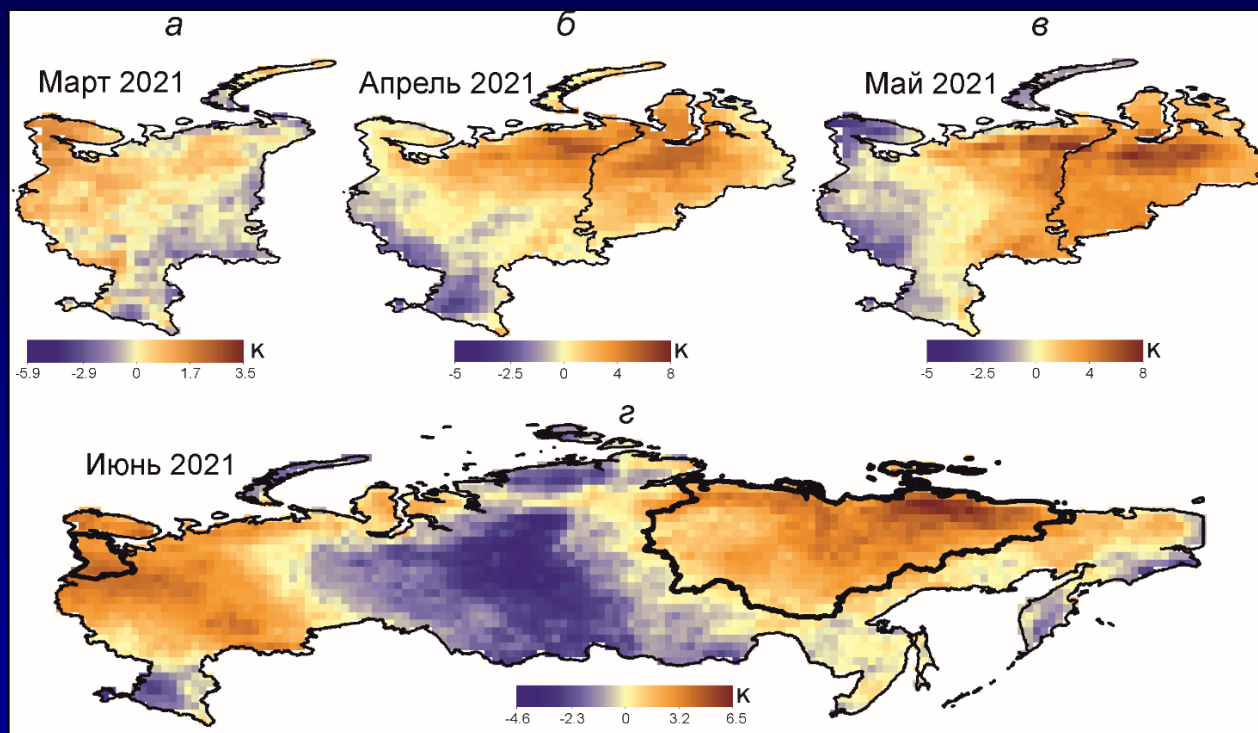 а
б
в
Март 2021
Апрель 2021
Май 2021
К
-5.9 -2.9 0 1.7 3.5
К
-5 -2.5 0 4 8
К
-5 -2.5 0 4 8
г
Июнь 2021
К
-4.6 -2.3 0 3.2 6.5